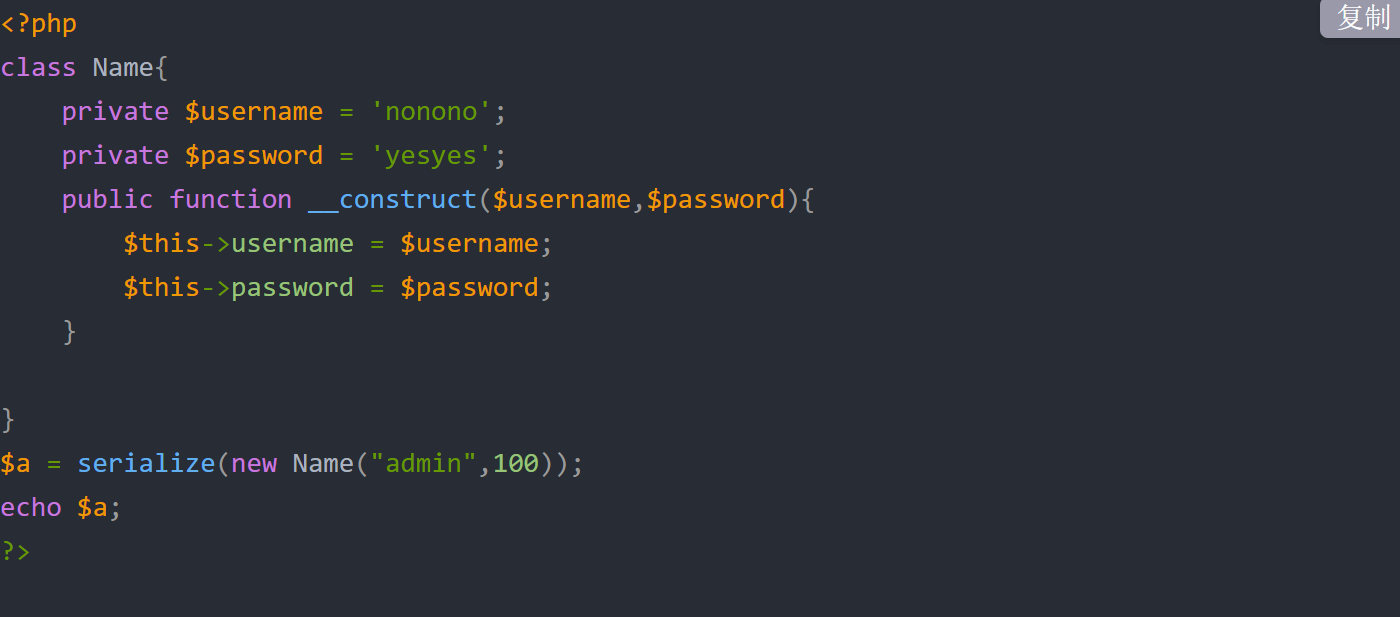 <?php
复制
class Name{
    private $username = 'nonono';
    private $password = 'yesyes';
    public function __construct($username,$password){
        $this->username = $username;
        $this->password = $password;
    }
}
$a = serialize(new Name("admin",100));
echo $a;
?>